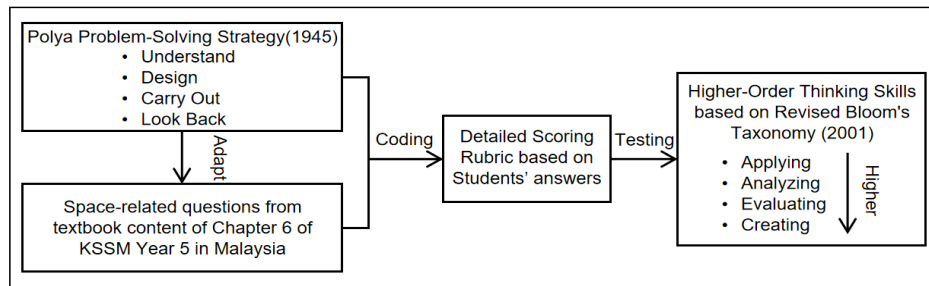 Polya Problem-Solving Strategy(1945)
• Understand
• Design
• Carry Out
• Look Back
Adapt
Space-related questions from
textbook content of Chapter 6 of
KSSM Year 5 in Malaysia
Coding
Detailed Scoring
Rubric based on
Students’ answers
Testing
Higher-Order Thinking Skills
based on Revised Bloom's
Taxonomy (2001)
• Applying
• Analyzing
• Evaluating
• Creating
Higher